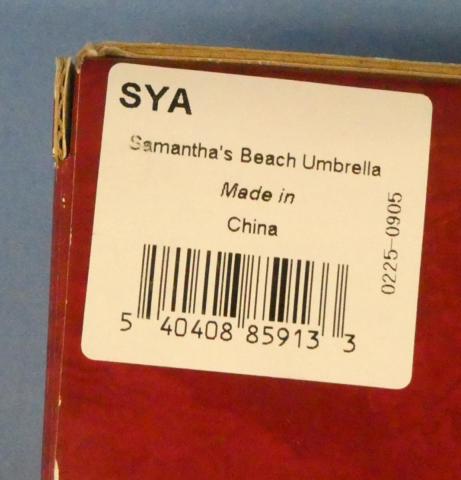 SYA
Samantha's Beach Umbrella
Made in
China
0225-0905
5 40408 85913 3